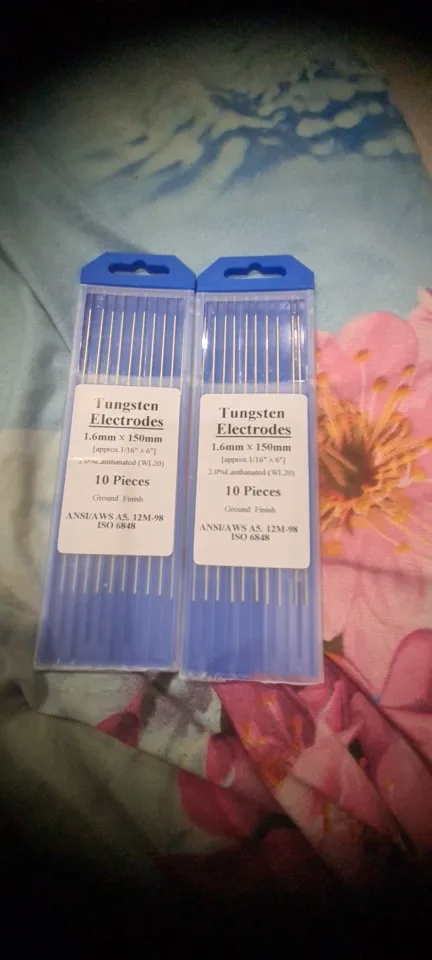 Tungsten
Electrodes
1.6mm × 150mm
[approx.1/16" x 6"]
2.0%Lanthanated (WL20)
10 Pieces
Ground Finish
ANSI/AWS A5. 12M-98
ISO 6848
Tungsten
Electrodes
1.6mm × 150mm
[approx.1/16" x 6"]
2.0%Lanthanated (WL20)
10 Pieces
Ground Finish
ANSI/AWS A5. 12M-98
ISO 6848